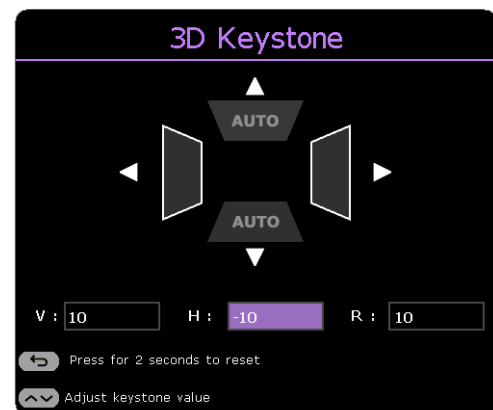 3D Keystone
AUTO
AUTO
V : 10 H : -10 R : 10
Press for 2 seconds to reset
Adjust keystone value